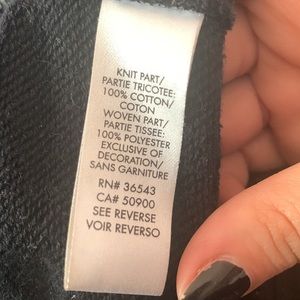 KNIT PART/
PARTIE TRICOTEE:
100% COTTON/
COTON
WOVEN PART/
PARTIE TISSEE:
100% POLYESTER
EXCLUSIVE OF
DECORATION/
SANS GARNITURE
RN# 36543
CA# 50900
SEE REVERSE
VOIR REVERSO